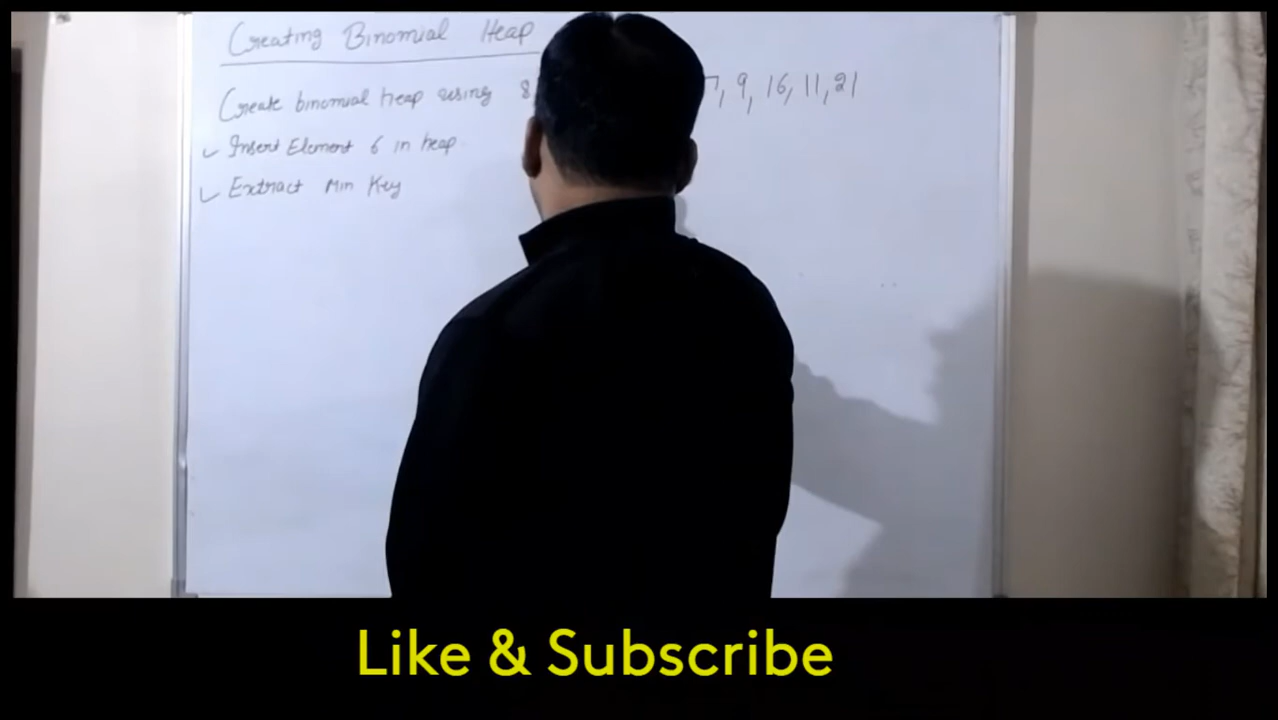 Creating Binomial Heap
Create binomial heap using 8, 7, 9, 16, 11, 21
Insert Element 6 in heap.
Extract Min Key
Like & Subscribe